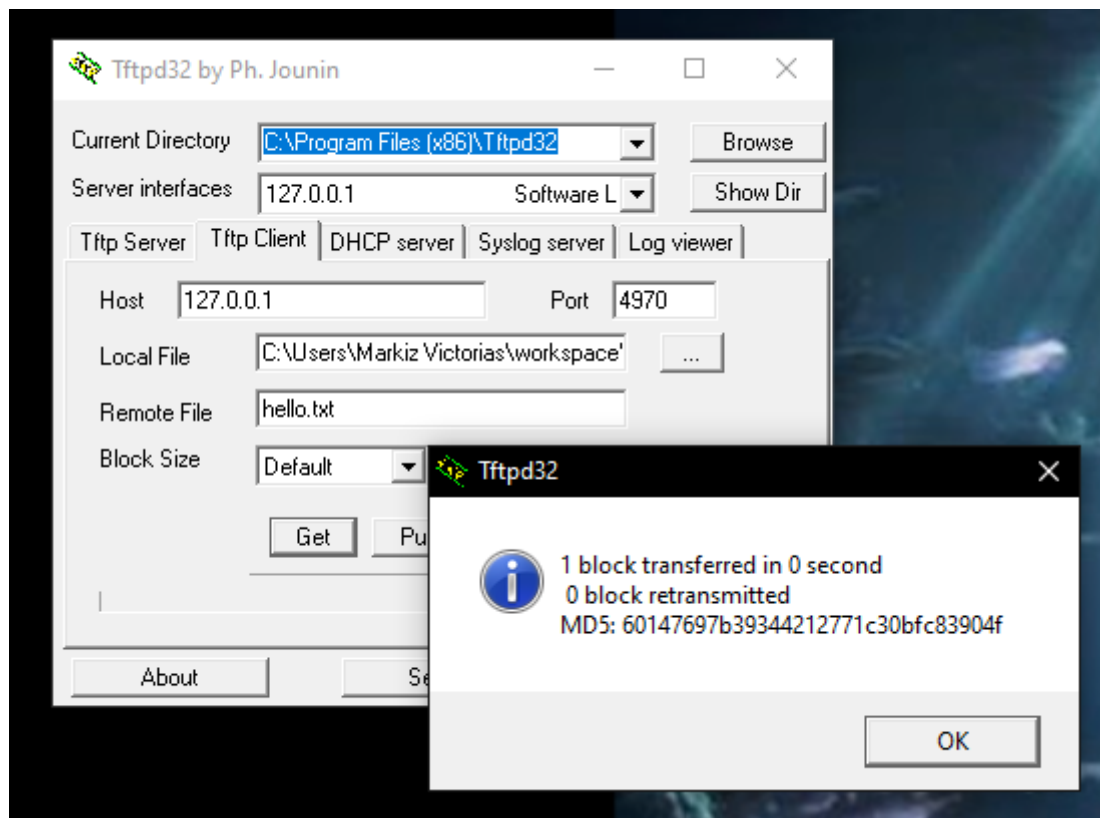 Tftpd32 by Ph. Jounin
Current Directory C:\Program Files (x86)\Tftpd32 Browse
Server interfaces 127.0.0.1 Software L Show Dir
Tftp Server Tftp Client DHCP server Syslog server Log viewer
Host 127.0.0.1 Port 4970
Local File C:\Users\Markiz Victorias\workspace' ...
Remote File hello.txt
Block Size Default
Get Pu
About Se
Tftpd32
1 block transferred in 0 second
0 block retransmitted
MD5: 60147697b39344212771c30bfc83904f
OK